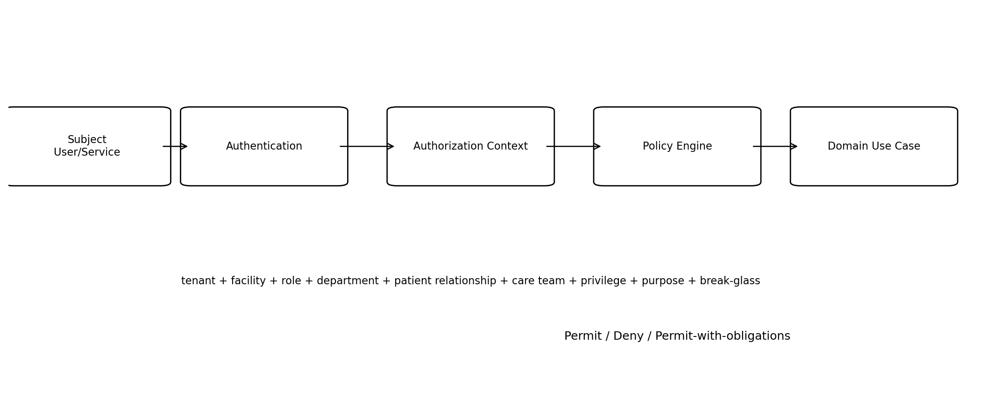 Subject
User/Service
Authentication
Authorization Context
Policy Engine
Domain Use Case
tenant + facility + role + department + patient relationship + care team + privilege + purpose + break-glass
Permit / Deny / Permit-with-obligations